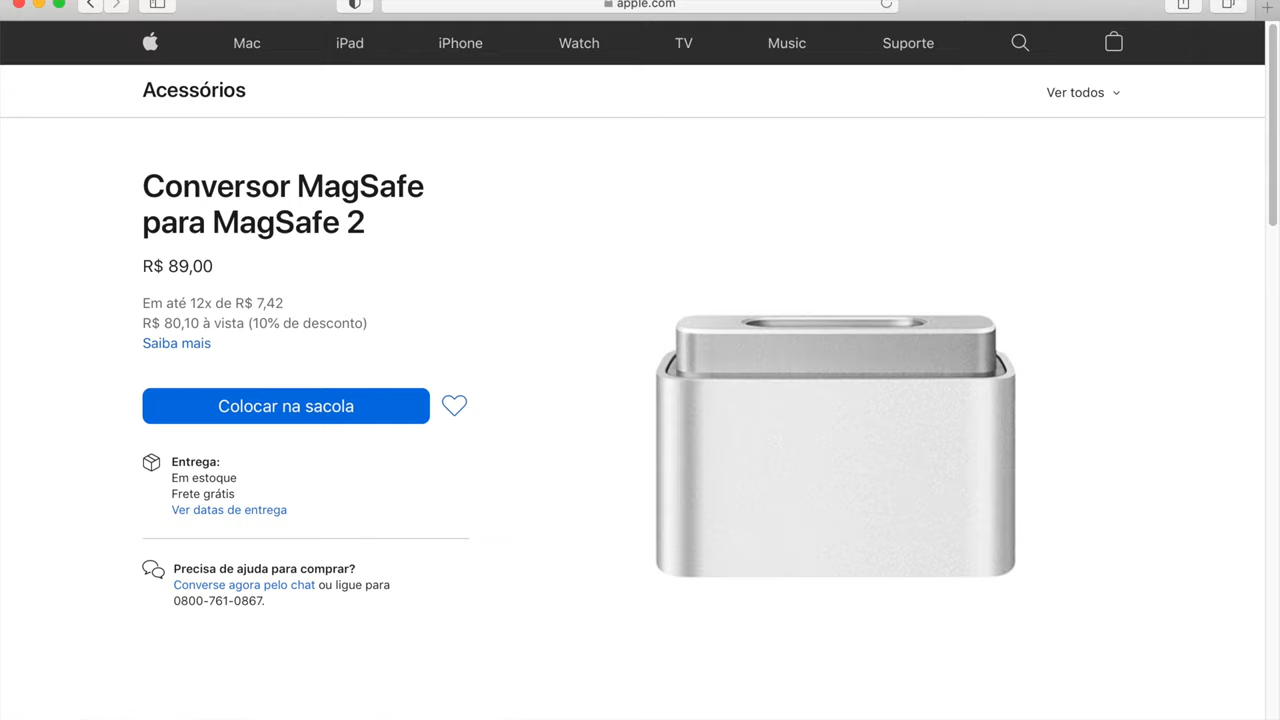 apple.com
Mac iPad iPhone Watch TV Music Suporte
Acessórios
Ver todos
Conversor MagSafe
para MagSafe 2
R$ 89,00
Em até 12x de R$ 7,42
R$ 80,10 à vista (10% de desconto)
Saiba mais
Colocar na sacola
Entrega:
Em estoque
Frete grátis
Ver datas de entrega
Precisa de ajuda para comprar?
Converse agora pelo chat ou ligue para
0800-761-0867.